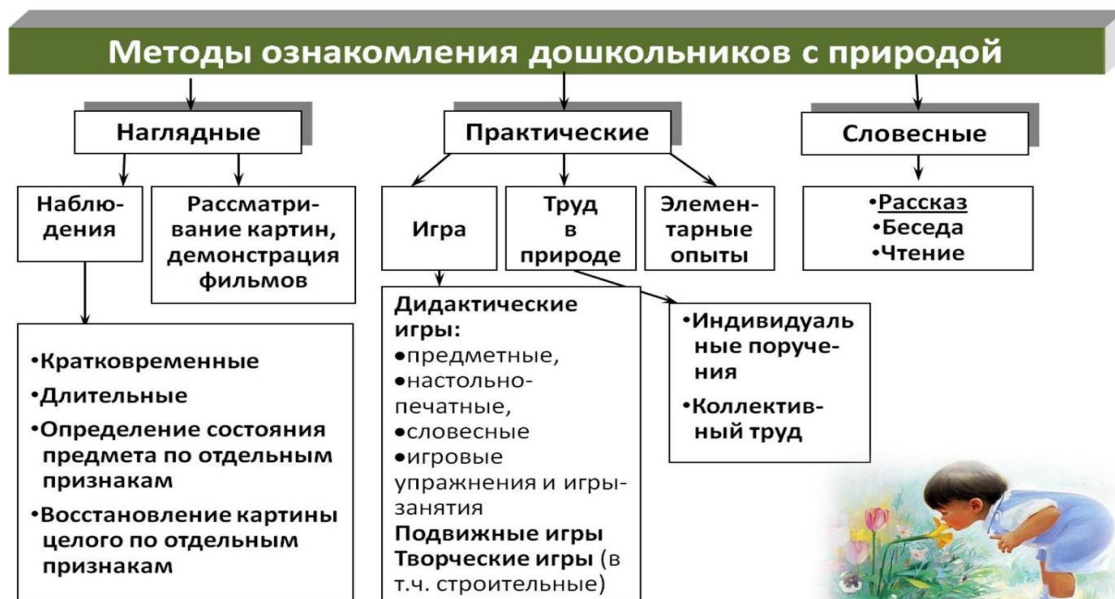 Методы ознакомления дошкольников с природой
Наглядные
Практические
Словесные
Наблю-
дения
Рассматри-
вание картин,
демонстрация
фильмов
Игра
Труд
в
природе
Элемен-
тарные
опыты
•Рассказ
•Беседа
•Чтение
•Кратковременные
•Длительные
•Определение состояния
предмета по отдельным
признакам
•Восстановление картины
целого по отдельным
признакам
Дидактические
игры:
•предметные,
•настольно-
печатные,
•словесные
•игровые
упражнения и игры-
занятия
Подвижные игры
Творческие игры (в
т.ч. строительные)
•Индивидуаль
ные поруче-
ния
•Коллектив-
ный труд